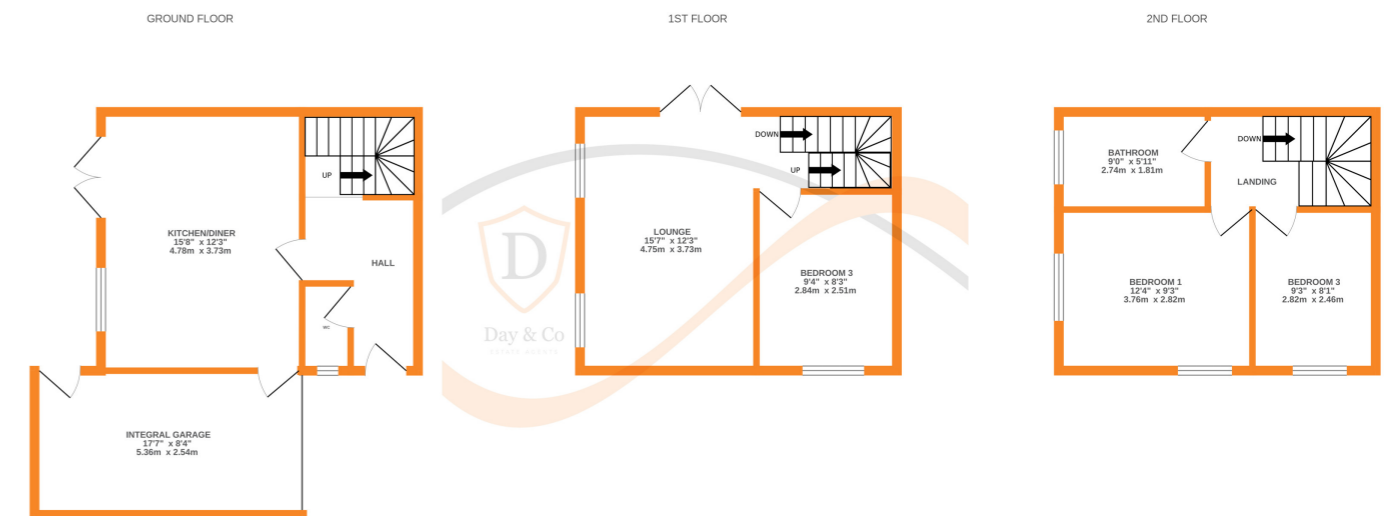 GROUND FLOOR
1ST FLOOR
2ND FLOOR
UP
KITCHEN/DINER
15'8" x 12'3"
4.78m x 3.73m
HALL
WC
INTEGRAL GARAGE
17'7" x 8'4"
5.36m x 2.54m
DOWN
UP
LOUNGE
15'7" x 12'3"
4.75m x 3.73m
BEDROOM 3
9'4" x 8'3"
2.84m x 2.51m
D
Day & Co
ESTATE AGENTS
BATHROOM
9'0" x 5'11"
2.74m x 1.81m
DOWN
LANDING
BEDROOM 1
12'4" x 9'3"
3.76m x 2.82m
BEDROOM 3
9'3" x 8'1"
2.82m x 2.46m